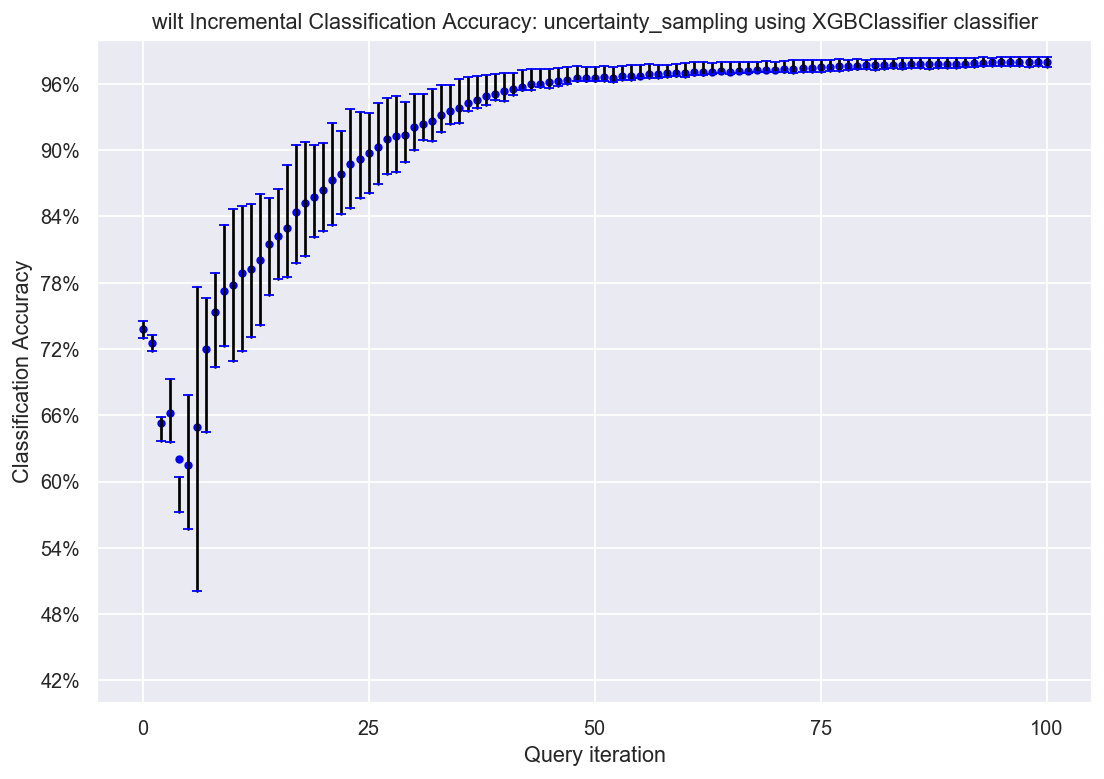 wilt Incremental Classification Accuracy: uncertainty_sampling using XGBClassifier classifier
96%
90%
84%
78%
72%
66%
60%
54%
48%
42%
Classification Accuracy
0 25 50 75 100
Query iteration